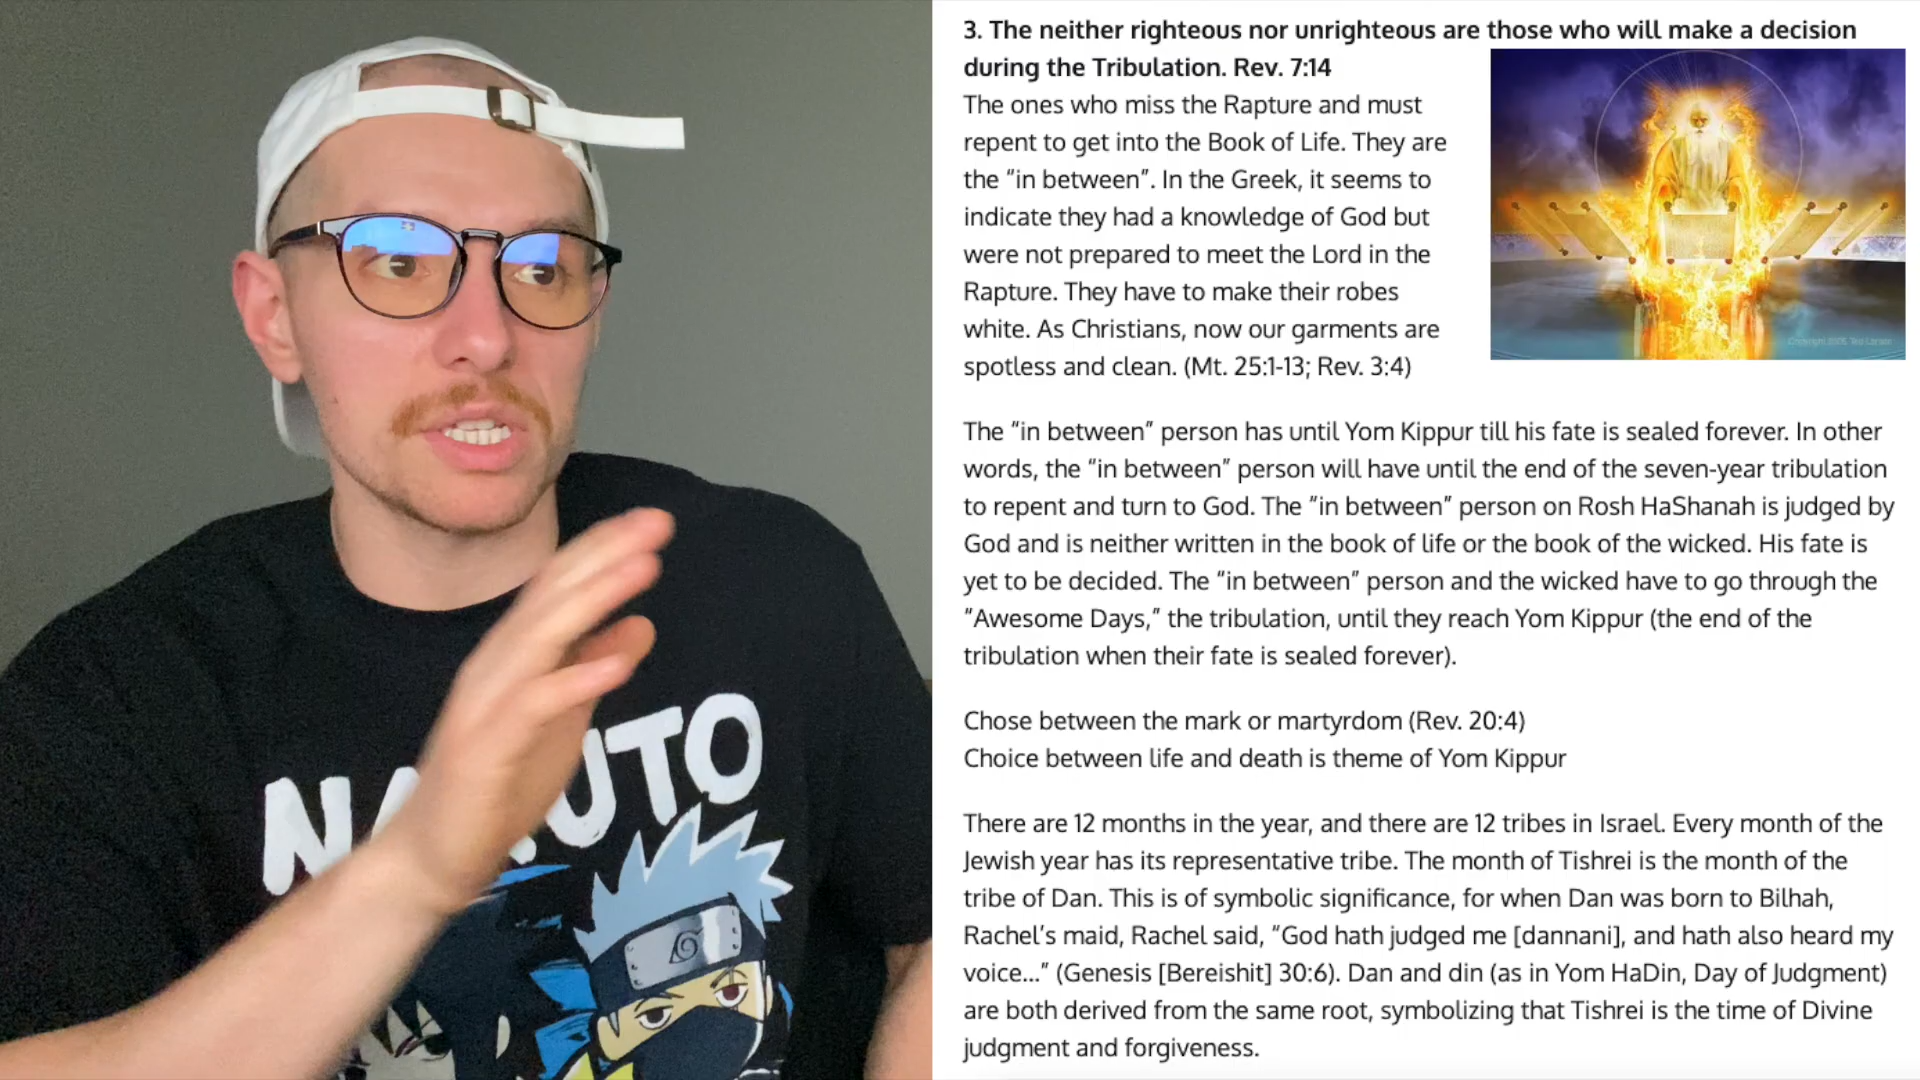 NARUTO
3. The neither righteous nor unrighteous are those who will make a decision
during the Tribulation. Rev. 7:14
The ones who miss the Rapture and must
repent to get into the Book of Life. They are
the “in between”. In the Greek, it seems to
indicate they had a knowledge of God but
were not prepared to meet the Lord in the
Rapture. They have to make their robes
white. As Christians, now our garments are
spotless and clean. (Mt. 25:1-13; Rev. 3:4)
Copyright 2005 Ted Larson
The “in between” person has until Yom Kippur till his fate is sealed forever. In other
words, the “in between” person will have until the end of the seven-year tribulation
to repent and turn to God. The “in between” person on Rosh HaShanah is judged by
God and is neither written in the book of life or the book of the wicked. His fate is
yet to be decided. The “in between” person and the wicked have to go through the
“Awesome Days,” the tribulation, until they reach Yom Kippur (the end of the
tribulation when their fate is sealed forever).
Chose between the mark or martyrdom (Rev. 20:4)
Choice between life and death is theme of Yom Kippur
There are 12 months in the year, and there are 12 tribes in Israel. Every month of the
Jewish year has its representative tribe. The month of Tishrei is the month of the
tribe of Dan. This is of symbolic significance, for when Dan was born to Bilhah,
Rachel’s maid, Rachel said, “God hath judged me [dannani], and hath also heard my
voice...” (Genesis [Bereishit] 30:6). Dan and din (as in Yom HaDin, Day of Judgment)
are both derived from the same root, symbolizing that Tishrei is the time of Divine
judgment and forgiveness.